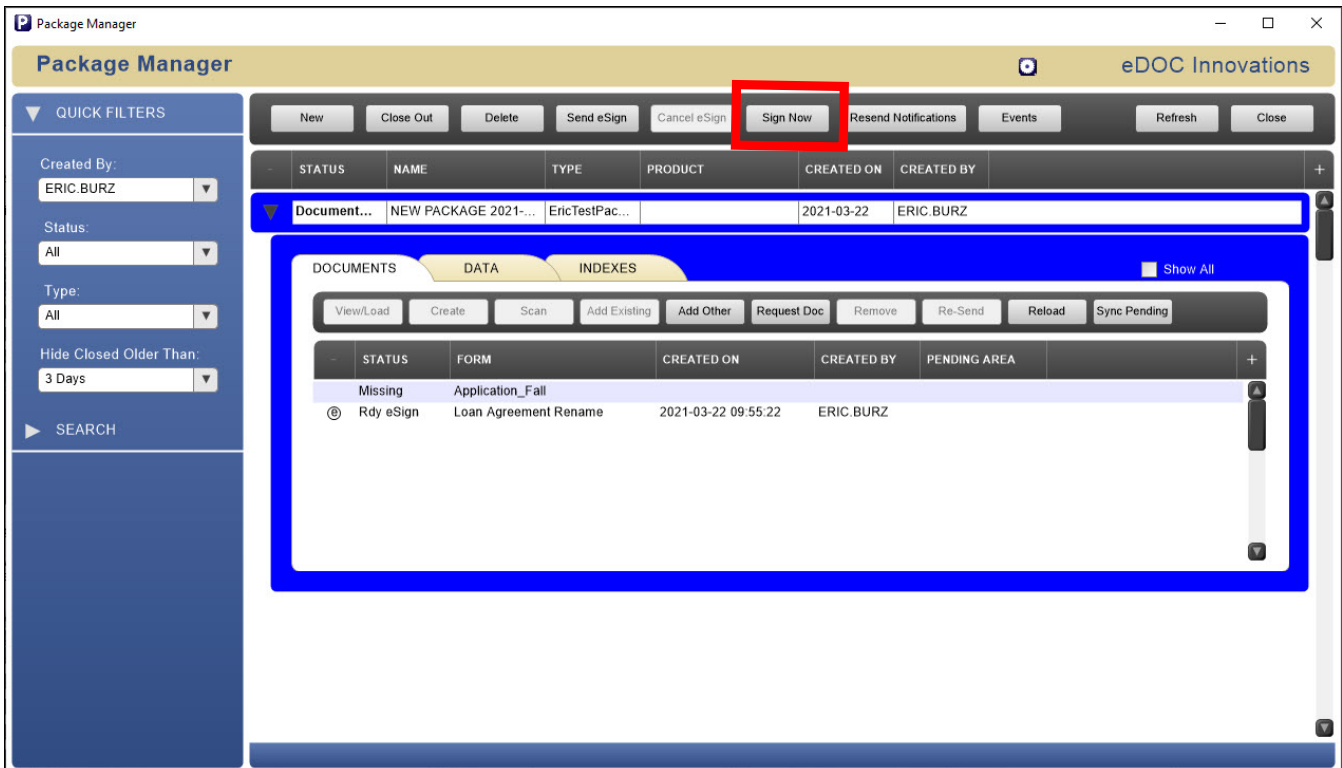 Package Manager
Package Manager eDOC Innovations
QUICK FILTERS
New Close Out Delete Send eSign Cancel eSign Sign Now Resend Notifications Events Refresh Close
Created By:
ERIC.BURZ
Status:
All
Type:
All
Hide Closed Older Than:
3 Days
SEARCH
- STATUS NAME TYPE PRODUCT CREATED ON CREATED BY +
Document... NEW PACKAGE 2021-... EricTestPac... 2021-03-22 ERIC.BURZ
DOCUMENTS DATA INDEXES Show All
View/Load Create Scan Add Existing Add Other Request Doc Remove Re-Send Reload Sync Pending
- STATUS FORM CREATED ON CREATED BY PENDING AREA +
Missing Application_Fall
e Rdy eSign Loan Agreement Rename 2021-03-22 09:55:22 ERIC.BURZ